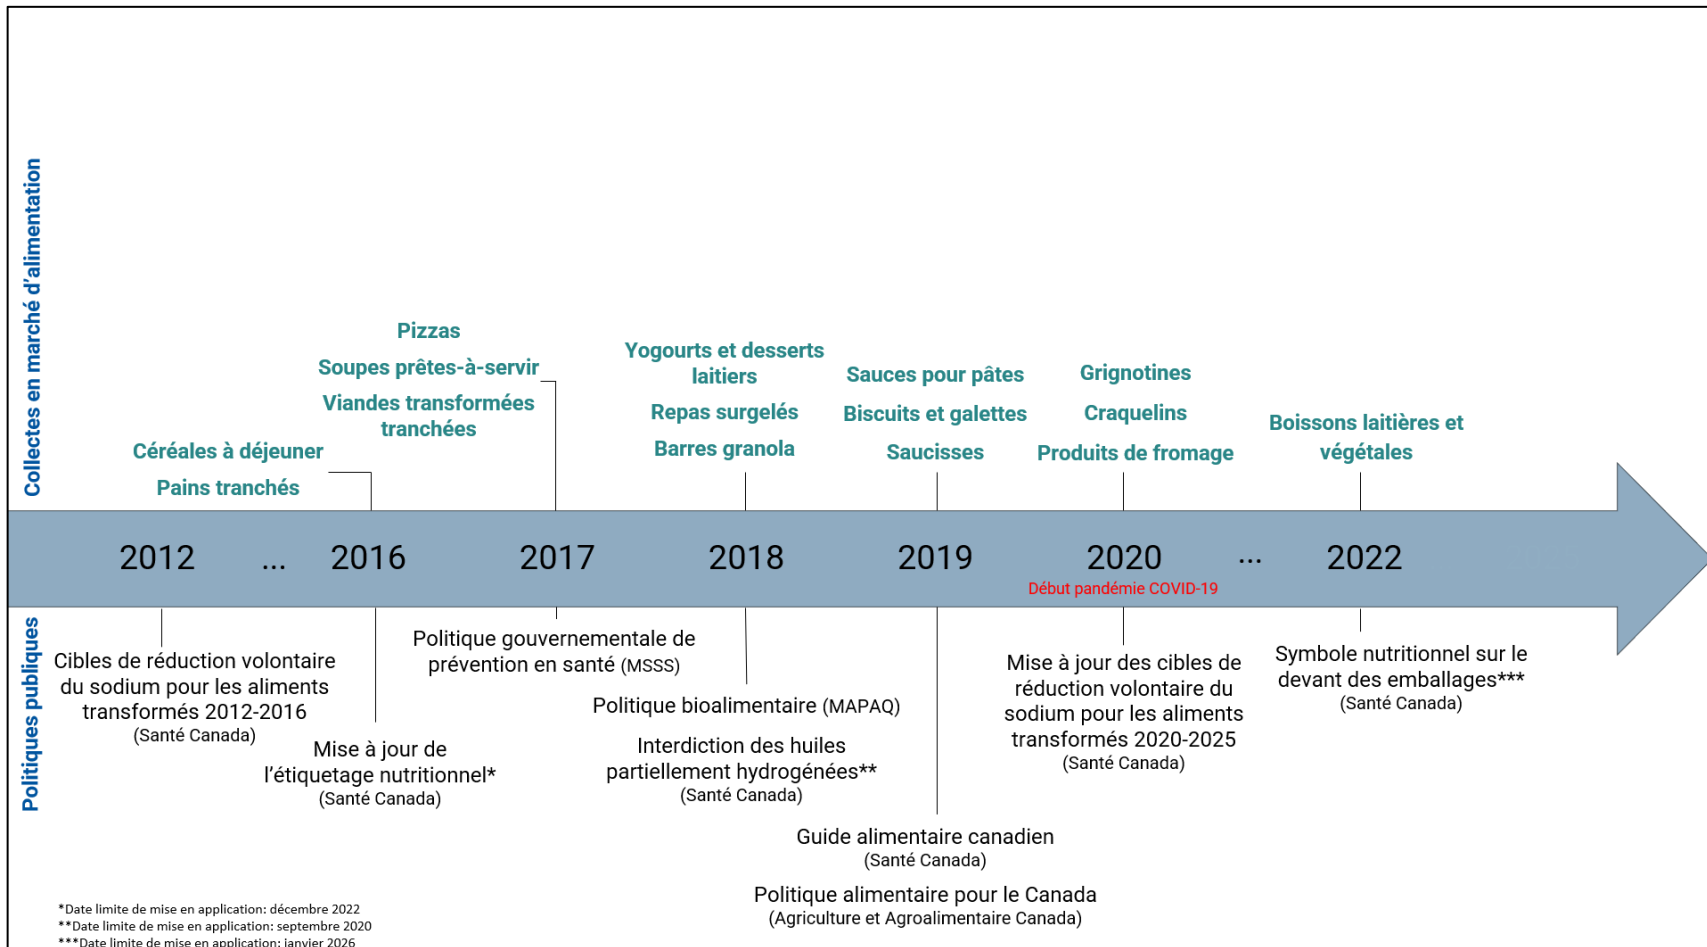 Collectes en marché d'alimentation
Pizzas
Soupes prêtes-à-servir
Viandes transformées
tranchées
Céréales à déjeuner
Pains tranchés
Yogourts et desserts
laitiers
Repas surgelés
Barres granola
Sauces pour pâtes
Biscuits et galettes
Saucisses
Grignotines
Craquelins
Produits de fromage
Boissons laitières et
végétales
2012 ... 2016 2017 2018 2019 2020 ... 2022
Début pandémie COVID-19
Politiques publiques
Cibles de réduction volontaire
du sodium pour les aliments
transformés 2012-2016
(Santé Canada)
Mise à jour de
l'étiquetage nutritionnel*
(Santé Canada)
Politique gouvernementale de
prévention en santé (MSSS)
Politique bioalimentaire (MAPAQ)
Interdiction des huiles
partiellement hydrogénées**
(Santé Canada)
Guide alimentaire canadien
(Santé Canada)
Politique alimentaire pour le Canada
(Agriculture et Agroalimentaire Canada)
Mise à jour des cibles de
réduction volontaire du
sodium pour les aliments
transformés 2020-2025
(Santé Canada)
Symbole nutritionnel sur le
devant des emballages***
(Santé Canada)
*Date limite de mise en application: décembre 2022
**Date limite de mise en application: septembre 2020
***Date limite de mise en application: janvier 2026